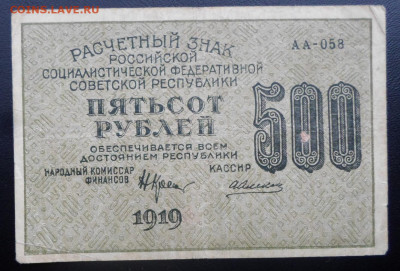 COINS.LAVE.RU
РАСЧЕТНЫЙ ЗНАК
РОССИЙСКОЙ
СОЦИАЛИСТИЧЕСКОЙ ФЕДЕРАТИВНОЙ
СОВЕТСКОЙ РЕСПУБЛИКИ
АА-058
ПЯТЬСОТ
РУБЛЕЙ
500
ОБЕСПЕЧИВАЕТСЯ ВСЕМ
ДОСТОЯНИЕМ РЕСПУБЛИКИ
НАРОДНЫЙ КОМИССАР
ФИНАНСОВ
КАССИР
1919